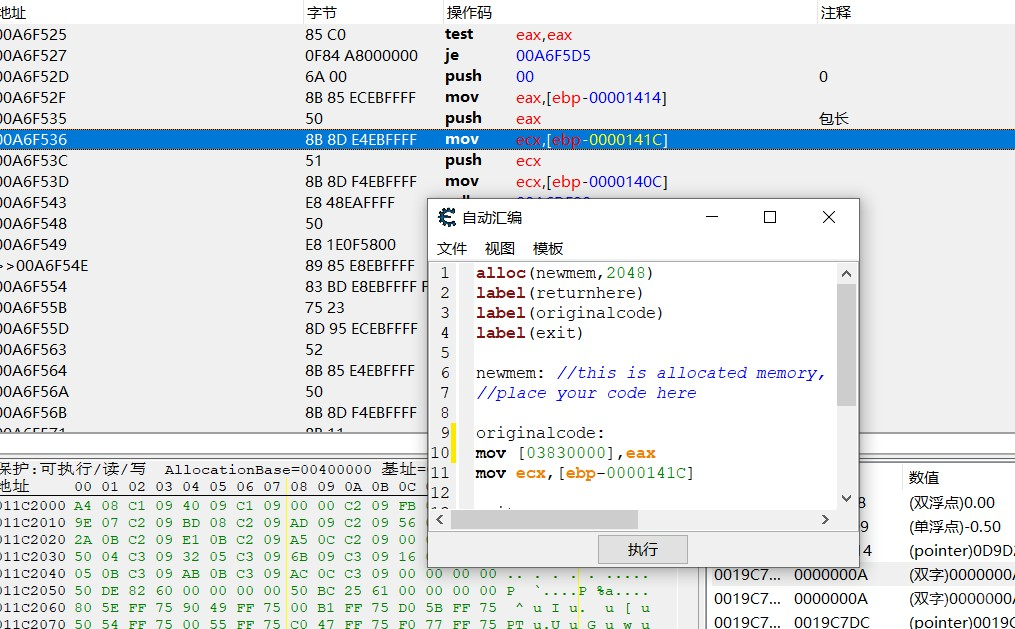 地址 字节 操作码 注释
00A6F525 85 C0 test eax,eax
00A6F527 0F84 A8000000 je 00A6F5D5
00A6F52D 6A 00 push 00 0
00A6F52F 8B 85 ECEBFFFF mov eax,[ebp-00001414]
00A6F535 50 push eax 包长
00A6F536 8B 8D E4EBFFFF mov ecx,[ebp-0000141C]
00A6F53C 51 push ecx
00A6F53D 8B 8D F4EBFFFF mov ecx,[ebp-0000140C]
00A6F543 E8 48EAFFFF
00A6F548 50
00A6F549 E8 1E0F5800
>>00A6F54E 89 85 E8EBFFFF
00A6F554 83 BD E8EBFFFF F
00A6F55B 75 23
00A6F55D 8D 95 ECEBFFFF
00A6F563 52
00A6F564 8B 85 E4EBFFFF
00A6F56A 50
00A6F56B 8B 8D F4EBFFFF
自动汇编
文件 视图 模板
1 alloc(newmem,2048)
2 label(returnhere)
3 label(originalcode)
4 label(exit)
5
6 newmem: //this is allocated memory,
7 //place your code here
8
9 originalcode:
10 mov [03830000],eax
11 mov ecx,[ebp-0000141C]
12
执行
保护:可执行/读/写 AllocationBase=00400000 基址=
地址 00 01 02 03 04 05 06 07 08 09 0A 0B 0C
011C2000 A4 08 C1 09 40 09 C1 09 00 00 C2 09 FB
011C2010 9E 07 C2 09 BD 08 C2 09 AD 09 C2 09 56
011C2020 2A 0B C2 09 E1 0B C2 09 A5 0C C2 09 00
011C2030 50 04 C3 09 32 05 C3 09 6B 09 C3 09 16
011C2040 05 0B C3 09 AB 0B C3 09 AC 0C C3 09 00 00 00 00
011C2050 50 DE 82 60 00 00 00 00 50 BC 25 61 00 00 00 00 P `....P %a....
011C2060 80 5E FF 75 90 49 FF 75 00 B1 FF 75 D0 5B FF 75 ^ u I u. u [ u
011C2070 50 54 FF 75 00 55 FF 75 C0 47 FF 75 F0 77 FF 75 PT u.U u G u w u
数值
(双浮点)0.00
(单浮点)-0.50
(pointer)0D9D
0019C7... 0000000A (双字)0000000A
0019C7... 0000000A (双字)0000000A
0019C7... 0019C7DC (pointer)0019C